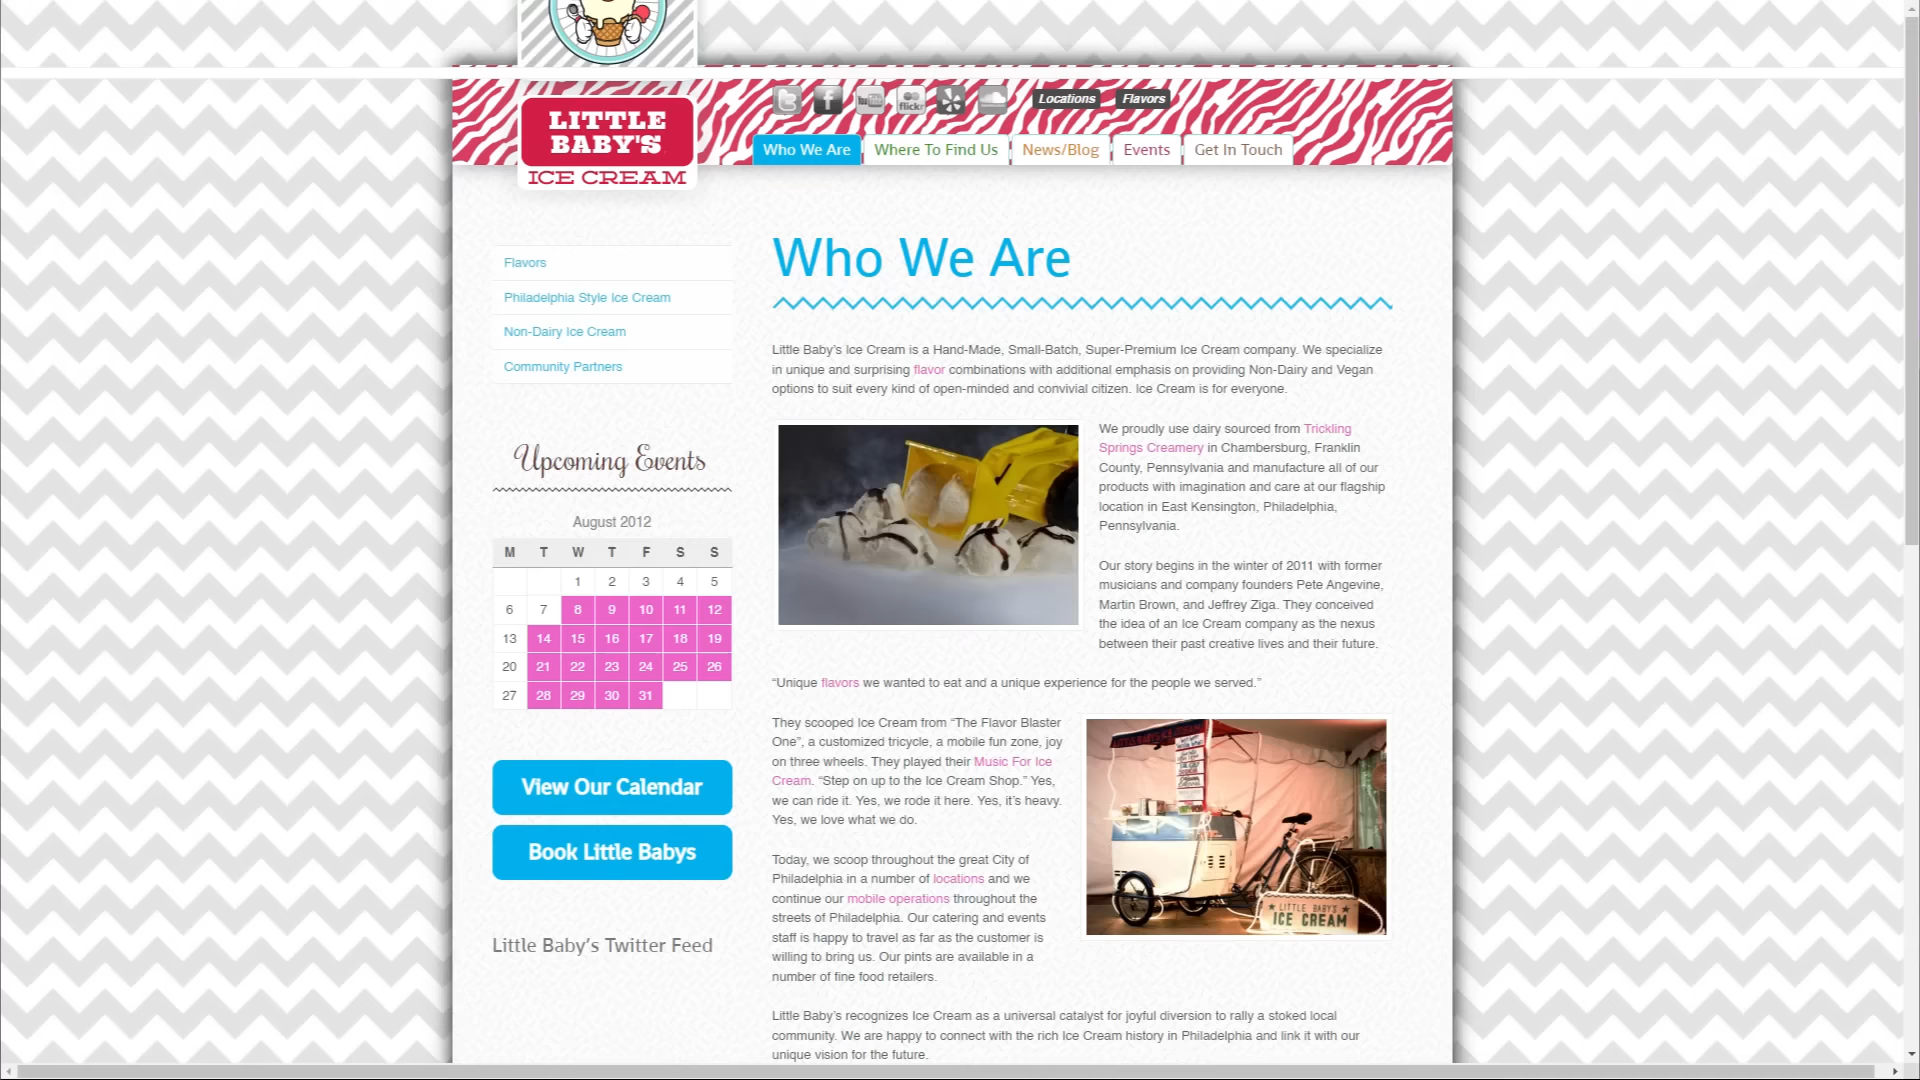 Locations Flavors
LITTLE
BABY'S
ICE CREAM
Who We Are Where To Find Us News/Blog Events Get In Touch
Flavors
Philadelphia Style Ice Cream
Non-Dairy Ice Cream
Community Partners
Upcoming Events
August 2012
M T W T F S S
1 2 3 4 5
6 7 8 9 10 11 12
13 14 15 16 17 18 19
20 21 22 23 24 25 26
27 28 29 30 31
View Our Calendar
Book Little Babys
Little Baby’s Twitter Feed
Who We Are
Little Baby’s Ice Cream is a Hand-Made, Small-Batch, Super-Premium Ice Cream company. We specialize
in unique and surprising flavor combinations with additional emphasis on providing Non-Dairy and Vegan
options to suit every kind of open-minded and convivial citizen. Ice Cream is for everyone.
We proudly use dairy sourced from Trickling
Springs Creamery in Chambersburg, Franklin
County, Pennsylvania and manufacture all of our
products with imagination and care at our flagship
location in East Kensington, Philadelphia,
Pennsylvania.
Our story begins in the winter of 2011 with former
musicians and company founders Pete Angevine,
Martin Brown, and Jeffrey Ziga. They conceived
the idea of an Ice Cream company as the nexus
between their past creative lives and their future.
“Unique flavors we wanted to eat and a unique experience for the people we served.”
They scooped Ice Cream from “The Flavor Blaster
One”, a customized tricycle, a mobile fun zone, joy
on three wheels. They played their Music For Ice
Cream. “Step on up to the Ice Cream Shop.” Yes,
we can ride it. Yes, we rode it here. Yes, it’s heavy.
Yes, we love what we do.
LITTLE BABY'S
ICE CREAM
Today, we scoop throughout the great City of
Philadelphia in a number of locations and we
continue our mobile operations throughout the
streets of Philadelphia. Our catering and events
staff is happy to travel as far as the customer is
willing to bring us. Our pints are available in a
number of fine food retailers.
Little Baby’s recognizes Ice Cream as a universal catalyst for joyful diversion to rally a stoked local
community. We are happy to connect with the rich Ice Cream history in Philadelphia and link it with our
unique vision for the future.